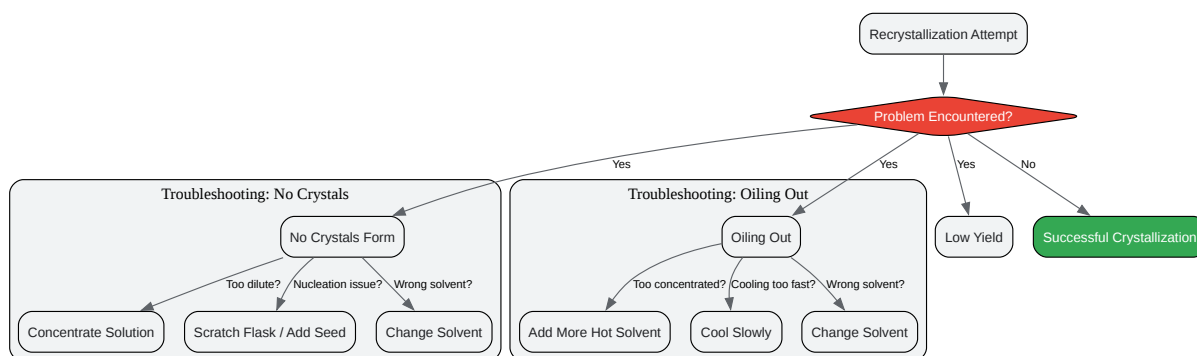 Recrystallization Attempt
Problem Encountered?
Yes
Yes
Yes
No
Troubleshooting: No Crystals
Troubleshooting: Oiling Out
No Crystals Form
Oiling Out
Low Yield
Successful Crystallization
Too dilute?
Nucleation issue?
Wrong solvent?
Too concentrated?
Cooling too fast?
Wrong solvent?
Concentrate Solution
Scratch Flask / Add Seed
Change Solvent
Add More Hot Solvent
Cool Slowly
Change Solvent